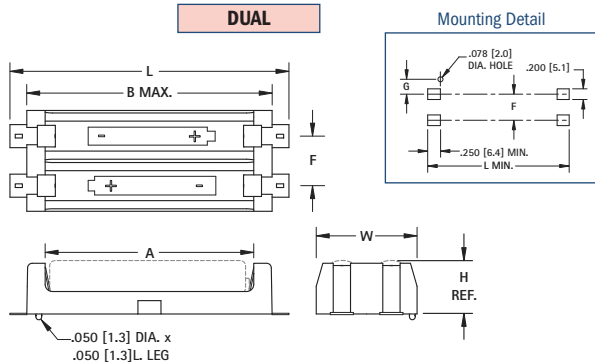 DUAL
Mounting Detail
L
B MAX.
.078 [2.0]
DIA. HOLE
.200 [5.1]
G
F
.250 [6.4] MIN.
L MIN.
- +
F
+ -
A
W
H
REF.
.050 [1.3] DIA. x
.050 [1.3]L. LEG